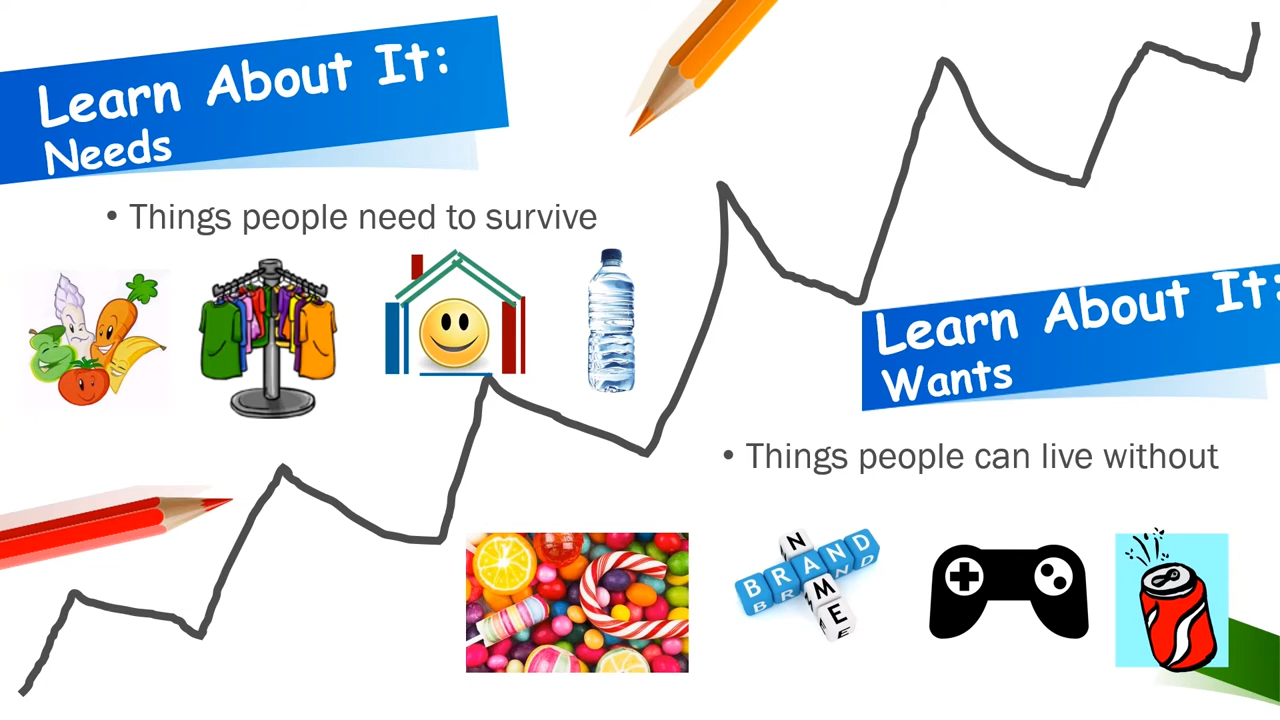 Learn About It:
Needs
• Things people need to survive
Learn About It:
Wants
• Things people can live without
BRAND
NAME